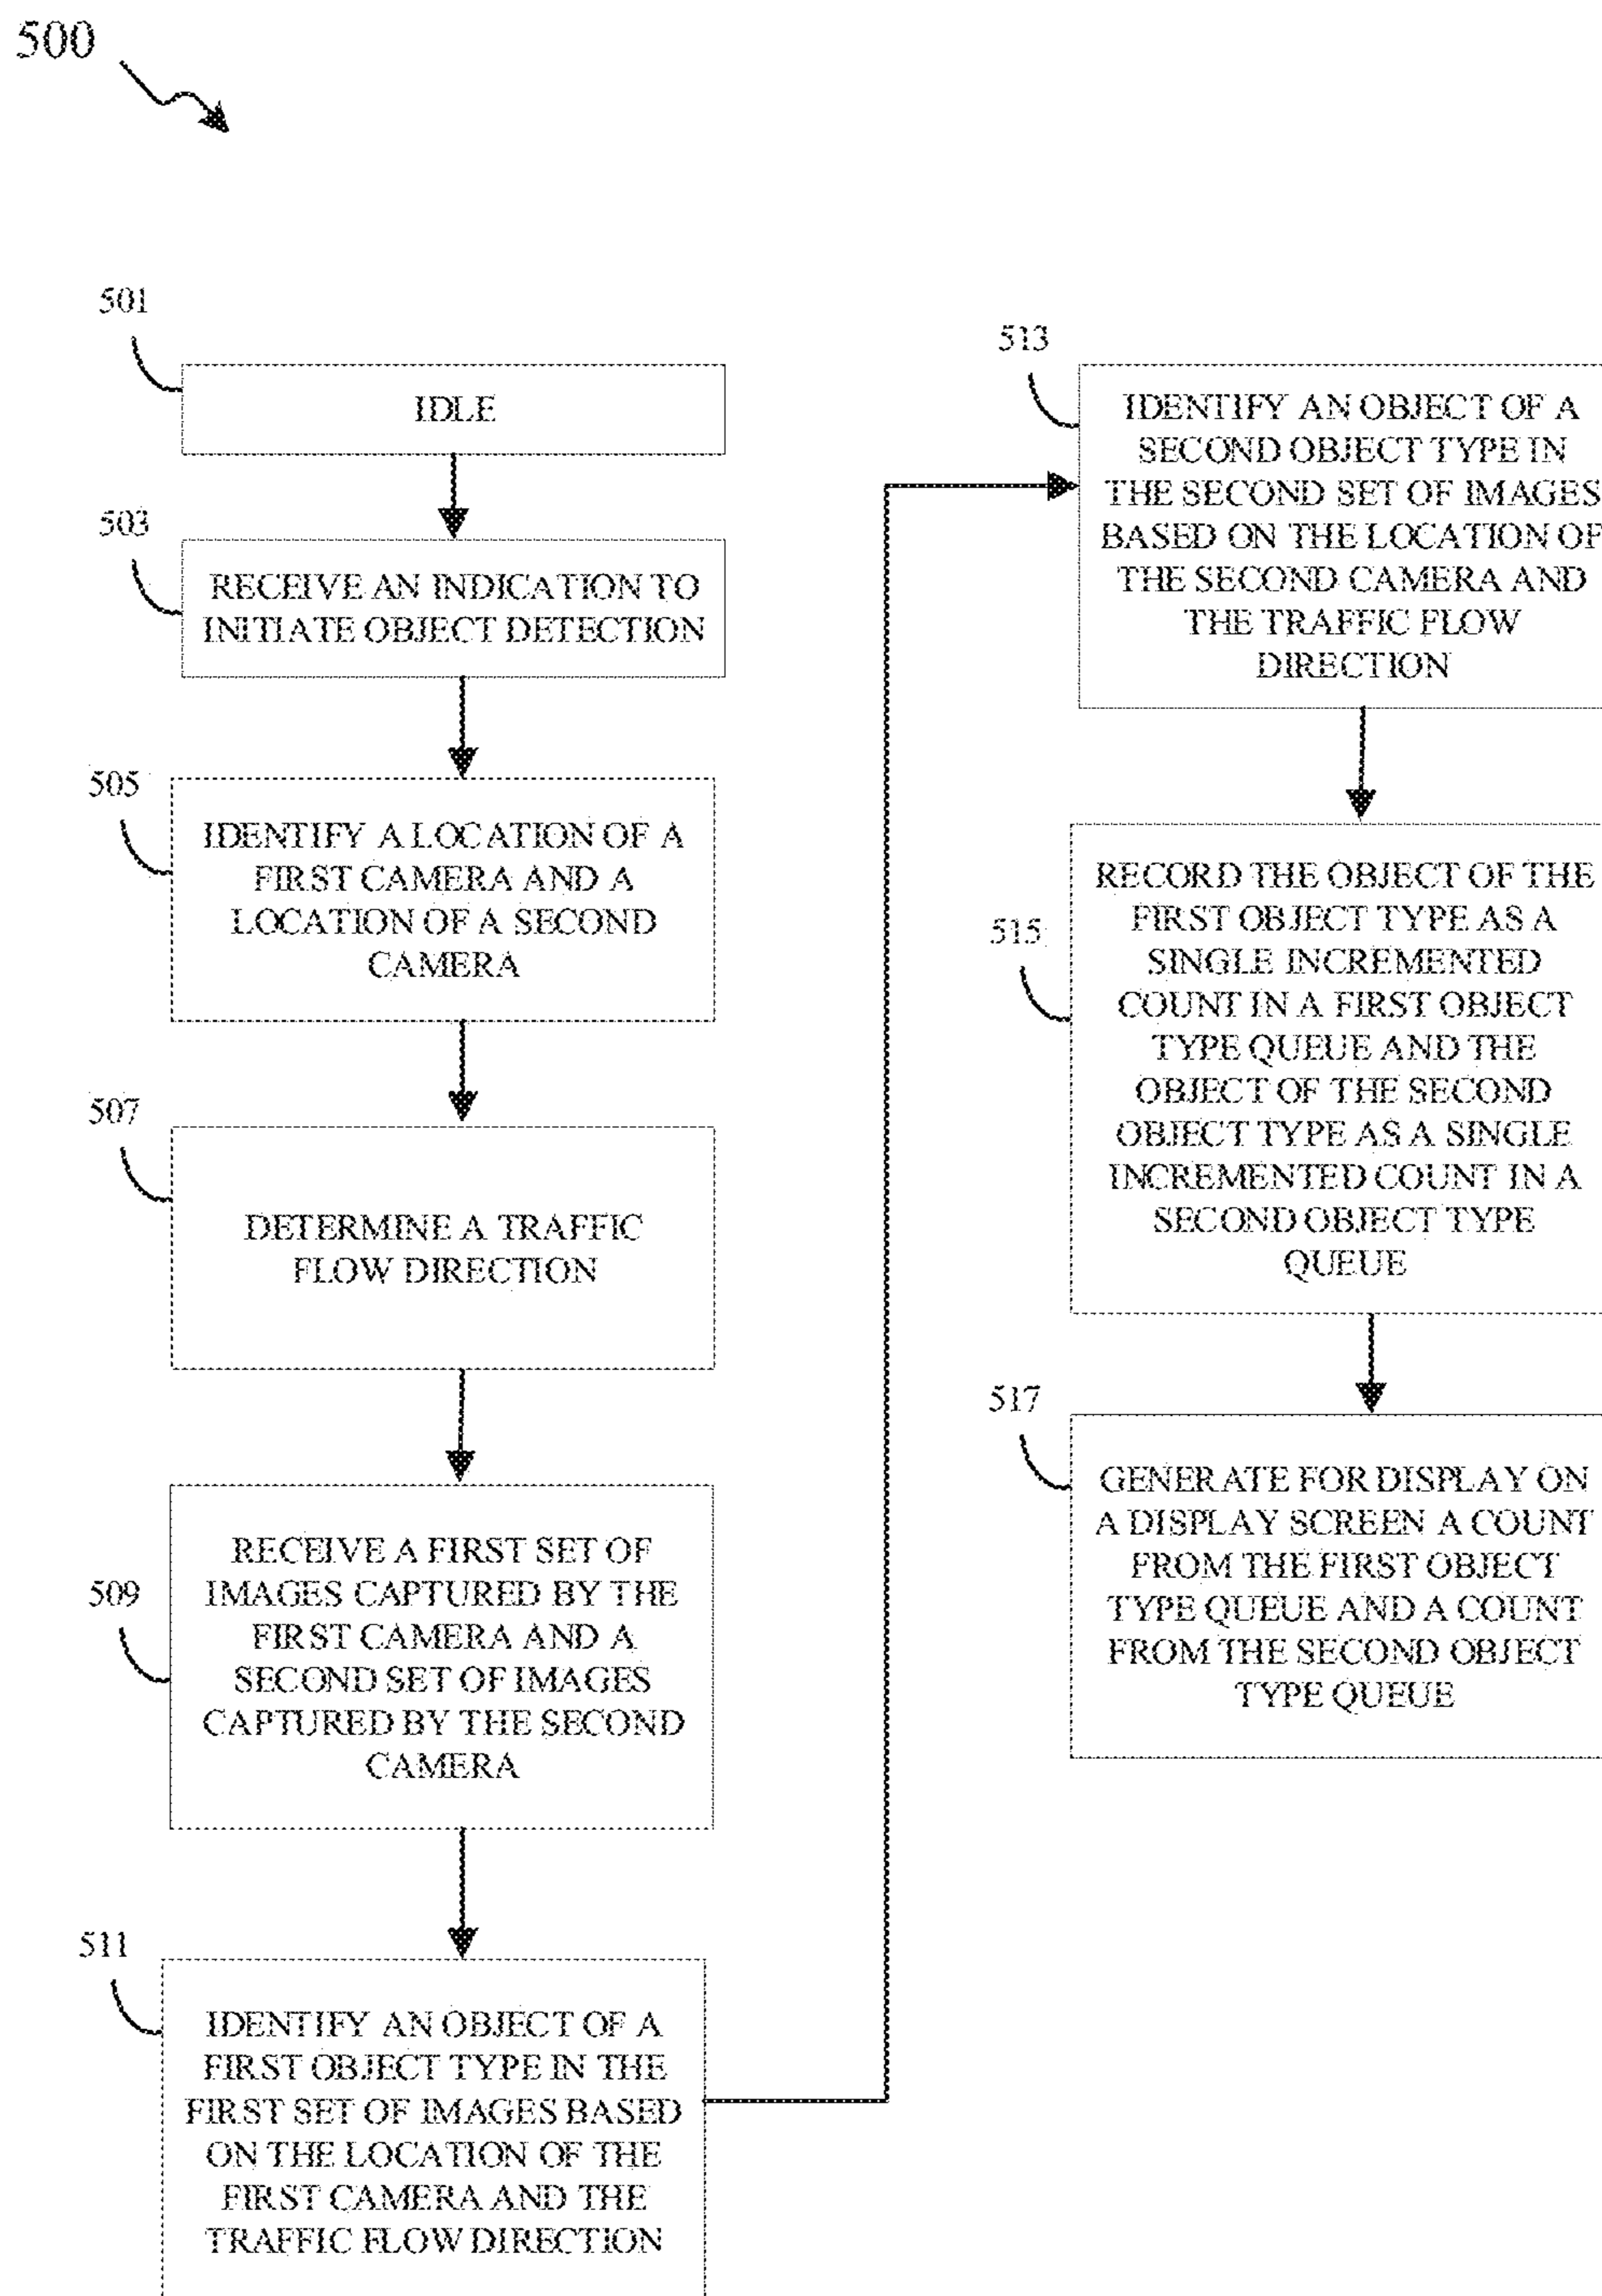 500
501
IDLE
503
RECEIVE AN INDICATION TO
INITIATE OBJECT DETECTION
505
IDENTIFY A LOCATION OF A
FIRST CAMERA AND A
LOCATION OF A SECOND
CAMERA
507
DETERMINE A TRAFFIC
FLOW DIRECTION
509
RECEIVE A FIRST SET OF
IMAGES CAPTURED BY THE
FIRST CAMERA AND A
SECOND SET OF IMAGES
CAPTURED BY THE SECOND
CAMERA
511
IDENTIFY AN OBJECT OF A
FIRST OBJECT TYPE IN THE
FIRST SET OF IMAGES BASED
ON THE LOCATION OF THE
FIRST CAMERA AND THE
TRAFFIC FLOW DIRECTION
513
IDENTIFY AN OBJECT OF A
SECOND OBJECT TYPE IN
THE SECOND SET OF IMAGES
BASED ON THE LOCATION OF
THE SECOND CAMERA AND
THE TRAFFIC FLOW
DIRECTION
515
RECORD THE OBJECT OF THE
FIRST OBJECT TYPE AS A
SINGLE INCREMENTED
COUNT IN A FIRST OBJECT
TYPE QUEUE AND THE
OBJECT OF THE SECOND
OBJECT TYPE AS A SINGLE
INCREMENTED COUNT IN A
SECOND OBJECT TYPE
QUEUE
517
GENERATE FOR DISPLAY ON
A DISPLAY SCREEN A COUNT
FROM THE FIRST OBJECT
TYPE QUEUE AND A COUNT
FROM THE SECOND OBJECT
TYPE QUEUE